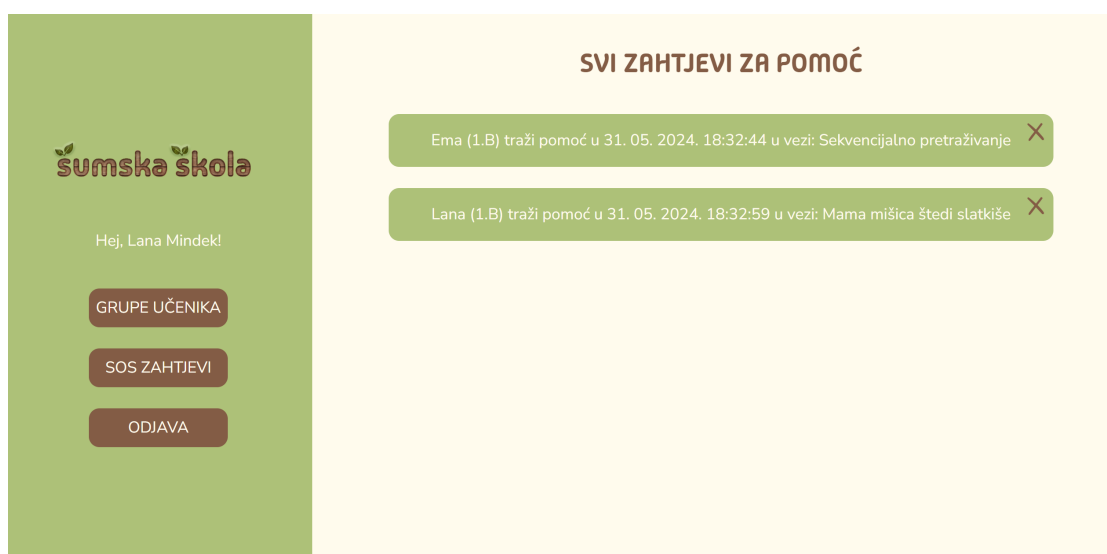 šumska škola
Hej, Lana Mindek!
GRUPE UČENIKA
SOS ZAHTJEVI
ODJAVA
SVI ZAHTJEVI ZA POMOĆ
Ema (1.B) traži pomoć u 31. 05. 2024. 18:32:44 u vezi: Sekvencijalno pretraživanje
X
Lana (1.B) traži pomoć u 31. 05. 2024. 18:32:59 u vezi: Mama mišica štedi slatkiše
X